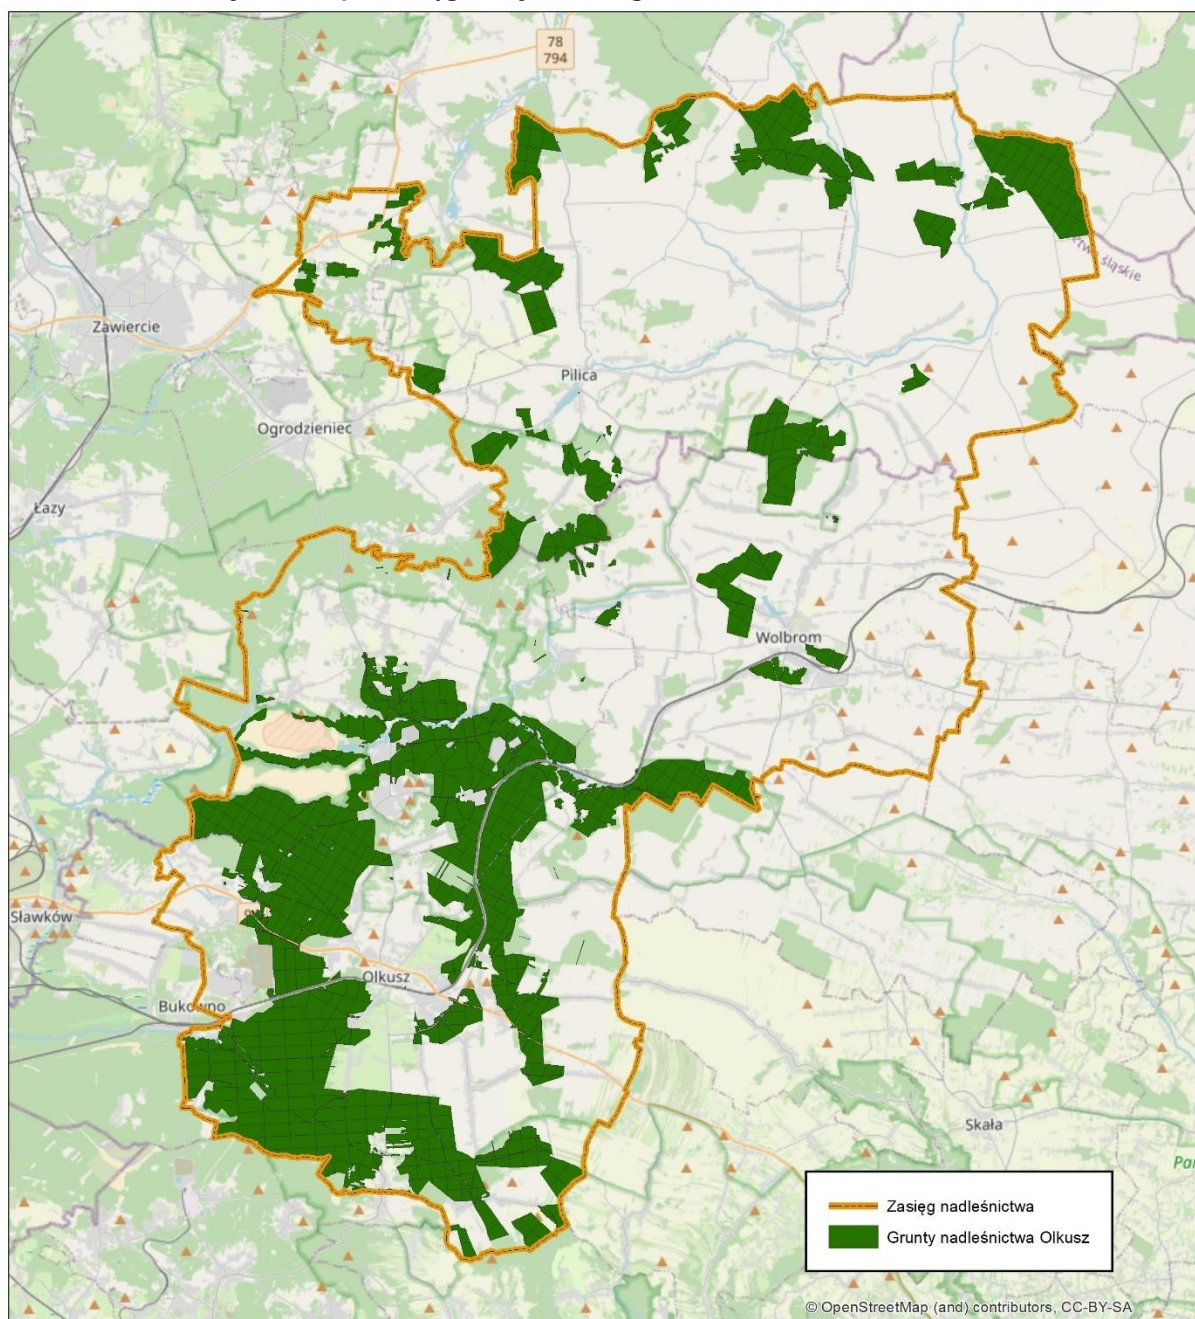 78
794
Zawiercie
Pilica
Ogrodzieniec
Łazy
Wolbrom
Sławków
Olkusz
Bukowno
Skała
Zasięg nadleśnictwa
Grunty nadleśnictwa Olkusz
© OpenStreetMap (and) contributors, CC-BY-SA